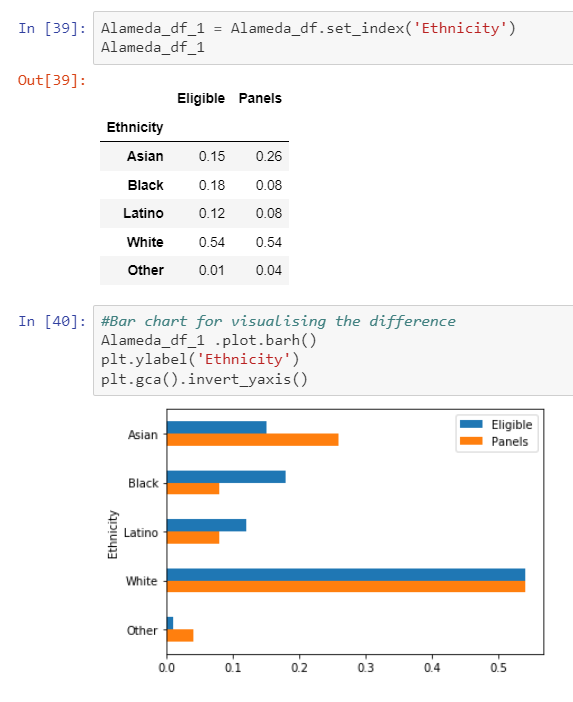 In [39]: Alameda_df_1 = Alameda_df.set_index('Ethnicity')
Alameda_df_1
Out[39]:
Eligible Panels
Ethnicity
Asian 0.15 0.26
Black 0.18 0.08
Latino 0.12 0.08
White 0.54 0.54
Other 0.01 0.04
In [40]: #Bar chart for visualising the difference
Alameda_df_1 .plot.barh()
plt.ylabel('Ethnicity')
plt.gca().invert_yaxis()
Eligible
Panels
Ethnicity
Asian
Black
Latino
White
Other
0.0 0.1 0.2 0.3 0.4 0.5